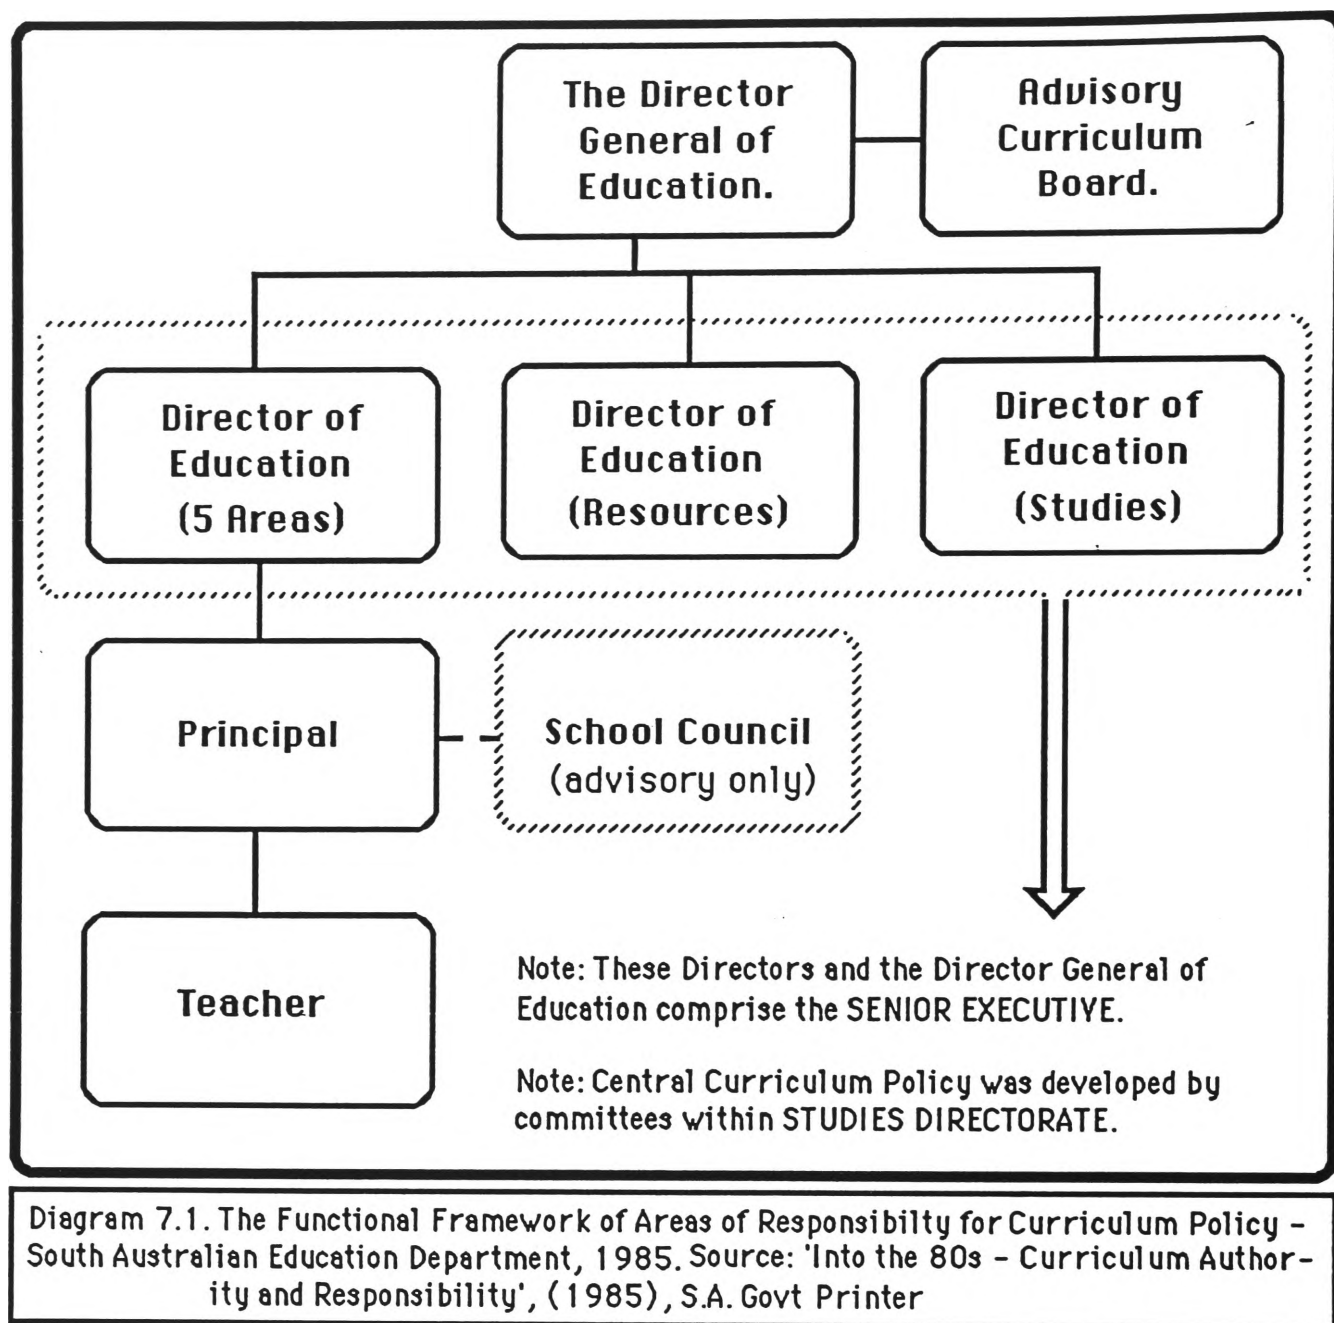 The Director
General of
Education.
Advisory
Curriculum
Board.
Director of
Education
(5 Areas)
Director of
Education
(Resources)
Director of
Education
(Studies)
Principal
School Council
(advisory only)
Teacher
Note: These Directors and the Director General of
Education comprise the SENIOR EXECUTIVE.
Note: Central Curriculum Policy was developed by
committees within STUDIES DIRECTORATE.
Diagram 7.1. The Functional Framework of Areas of Responsibilty for Curriculum Policy -
South Australian Education Department, 1985. Source: 'Into the 80s - Curriculum Author-
ity and Responsibility', (1985), S.A. Govt Printer